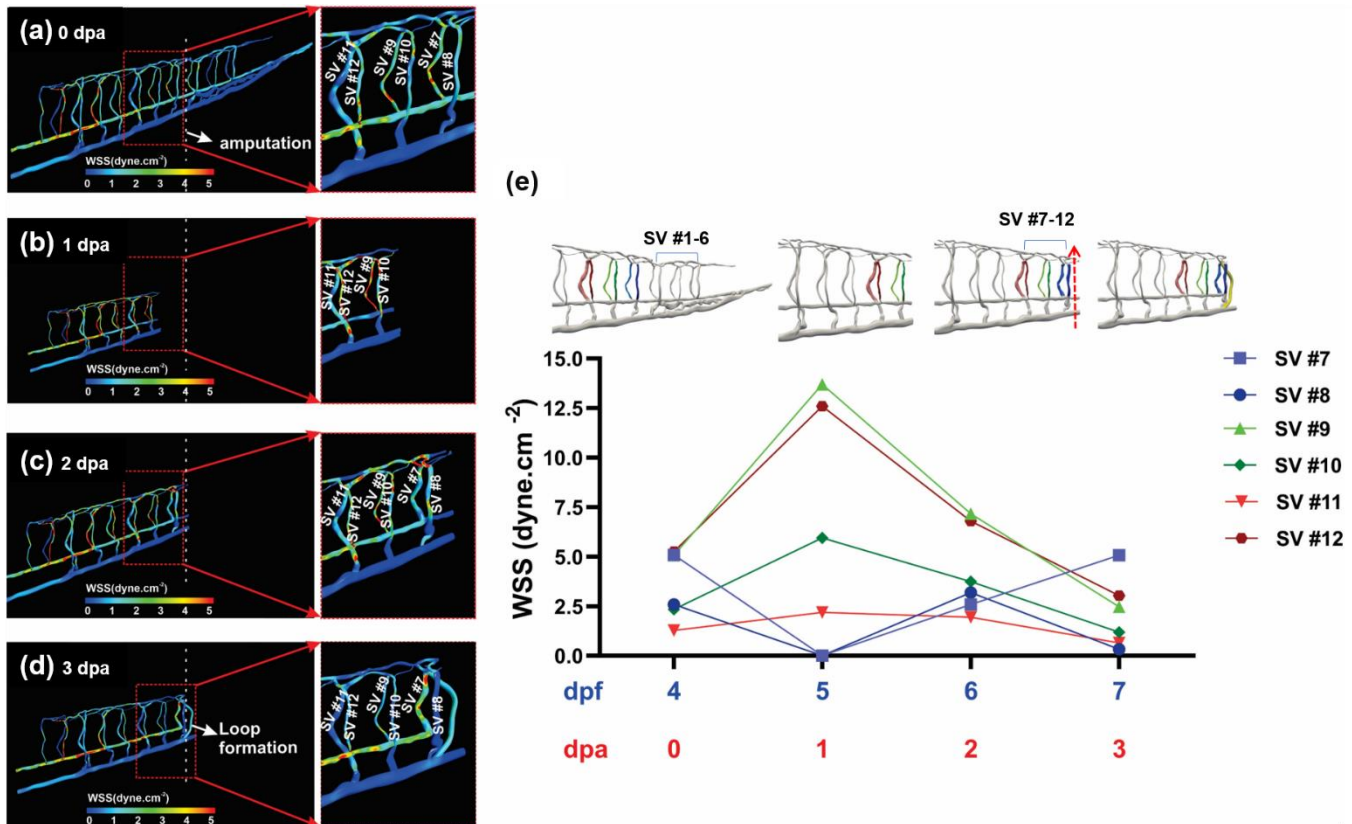 (a) 0 dpa
amputation
WSS(dyne.cm-2)
0 1 2 3 4 5
SV #11
SV #12
SV #9
SV #10
SV #7
SV #8
(b) 1 dpa
WSS(dyne.cm-2)
0 1 2 3 4 5
SV #11
SV #12
SV #9
SV #10
(c) 2 dpa
WSS(dyne.cm-2)
0 1 2 3 4 5
SV #11
SV #12
SV #9
SV #10
SV #7
SV #8
(d) 3 dpa
Loop
formation
WSS(dyne.cm-2)
0 1 2 3 4 5
SV #11
SV #12
SV #9
SV #10
SV #7
SV #8
(e)
SV #1-6
SV #7-12
WSS (dyne.cm -2)
15.0
12.5
10.0
7.5
5.0
2.5
0.0
dpf 4 5 6 7
dpa 0 1 2 3
SV #7
SV #8
SV #9
SV #10
SV #11
SV #12